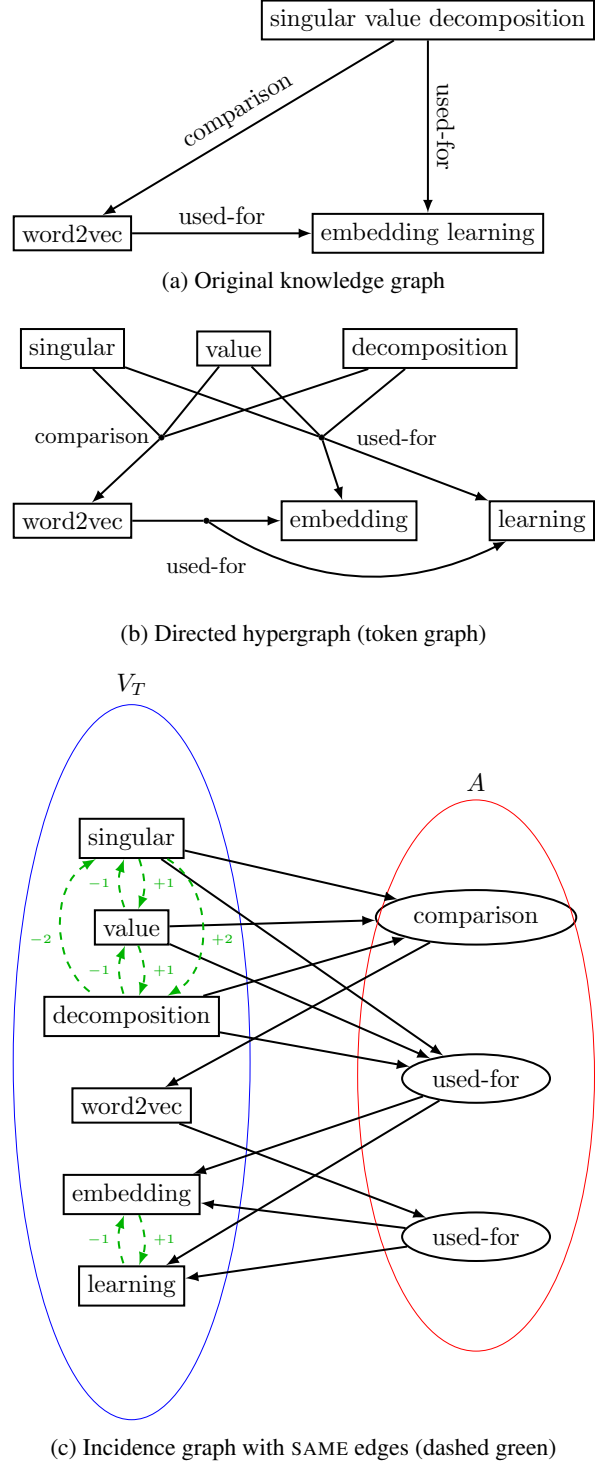 singular value decomposition
comparison
used-for
used-for
word2vec
embedding learning
(a) Original knowledge graph
singular value decomposition
comparison used-for
word2vec embedding learning
used-for
(b) Directed hypergraph (token graph)
V_T
A
singular
−1 +1
comparison
value
−2 +2
−1 +1
decomposition
used-for
word2vec
embedding
used-for
−1 +1
learning
(c) Incidence graph with SAME edges (dashed green)